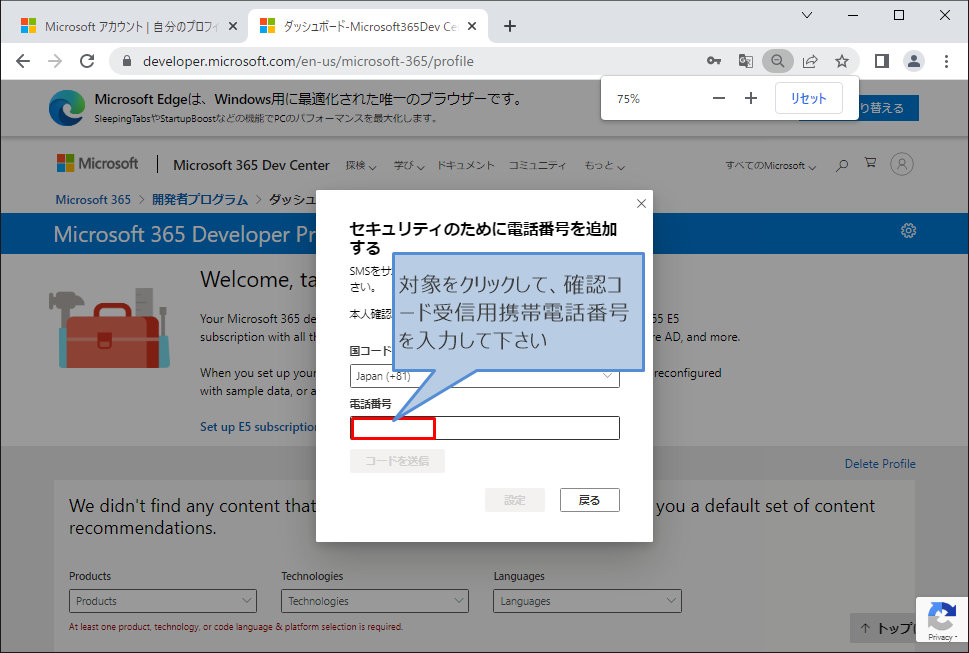 Microsoft アカウント | 自分のプロフィ
ダッシュボード-Microsoft365Dev Ce
developer.microsoft.com/en-us/microsoft-365/profile
75%
リセット
Microsoft Edgeは、Windows用に最適化された唯一のブラウザーです。
SleepingTabsやStartupBoostなどの機能でPCのパフォーマンスを最大化します。
り替える
Microsoft
Microsoft 365 Dev Center
探検
学び
ドキュメント
コミュニティ
もっと
すべてのMicrosoft
Microsoft 365 > 開発者プログラム > ダッシュ
Microsoft 365 Developer Pr
セキュリティのために電話番号を追加
する
SMSをサ
さい。
本人確認
国コード
Japan (+81)
電話番号
コードを送信
設定
戻る
対象をクリックして、確認コ
ード受信用携帯電話番号
を入力して下さい
Welcome, ta
Your Microsoft 365 de
65 E5
subscription with all th
re AD, and more.
When you set up your
reconfigured
with sample data, or a
Set up E5 subscription
Delete Profile
We didn't find any content that
you a default set of content
recommendations.
Products
Technologies
Languages
Products
Technologies
Languages
At least one product, technology, or code language & platform selection is required.
↑ トップに
Privacy -